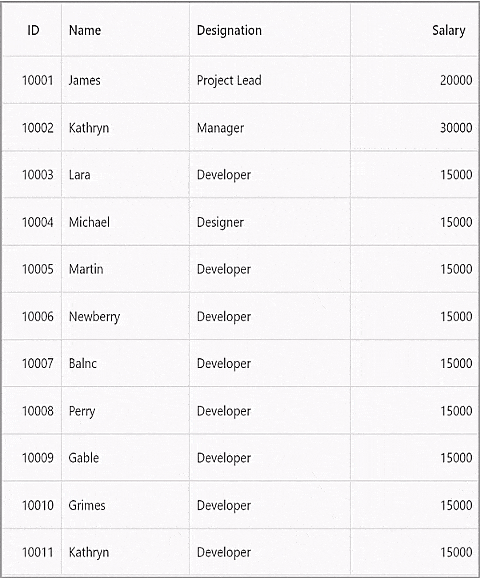 ID Name Designation Salary
10001 James Project Lead 20000
10002 Kathryn Manager 30000
10003 Lara Developer 15000
10004 Michael Designer 15000
10005 Martin Developer 15000
10006 Newberry Developer 15000
10007 Balnc Developer 15000
10008 Perry Developer 15000
10009 Gable Developer 15000
10010 Grimes Developer 15000
10011 Kathryn Developer 15000